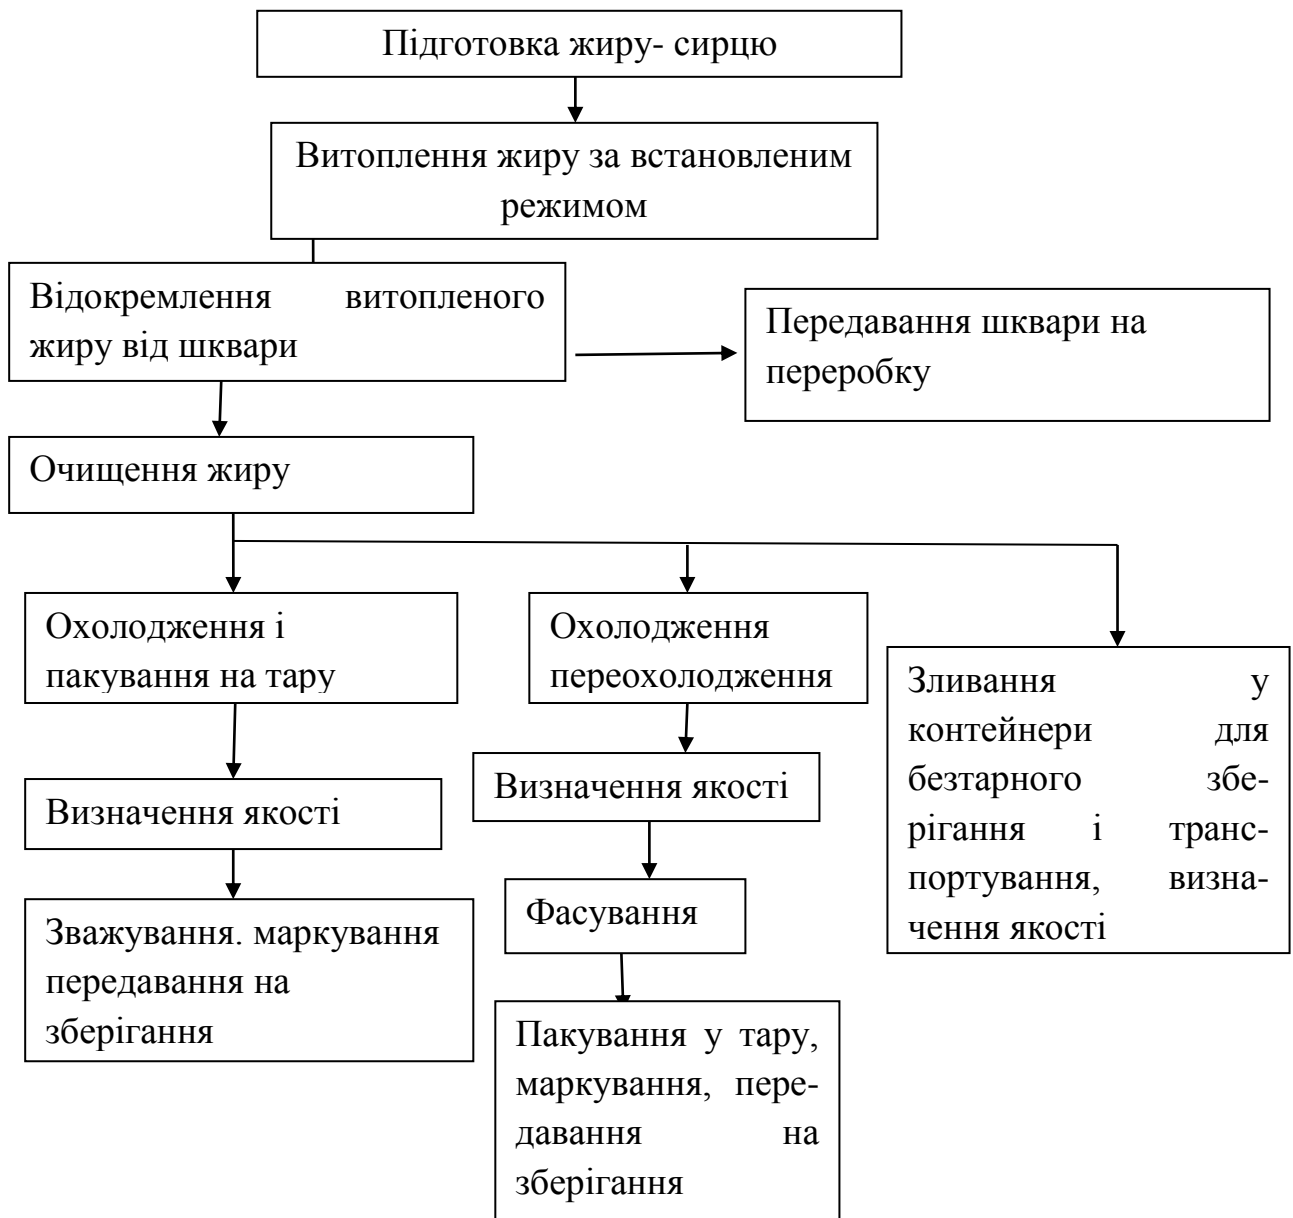 Підготовка жиру- сирцю
Витоплення жиру за встановленим
режимом
Відокремлення витопленого
жиру від шквари
Передавання шквари на
переробку
Очищення жиру
Охолодження і
пакування на тару
Охолодження
переохолодження
Зливання у
контейнери для
безтарного збе-
рігання і транс-
портування, визна-
чення якості
Визначення якості
Визначення якості
Зважування. маркування
передавання на
зберігання
Фасування
Пакування у тару,
маркування, пере-
давання на
зберігання